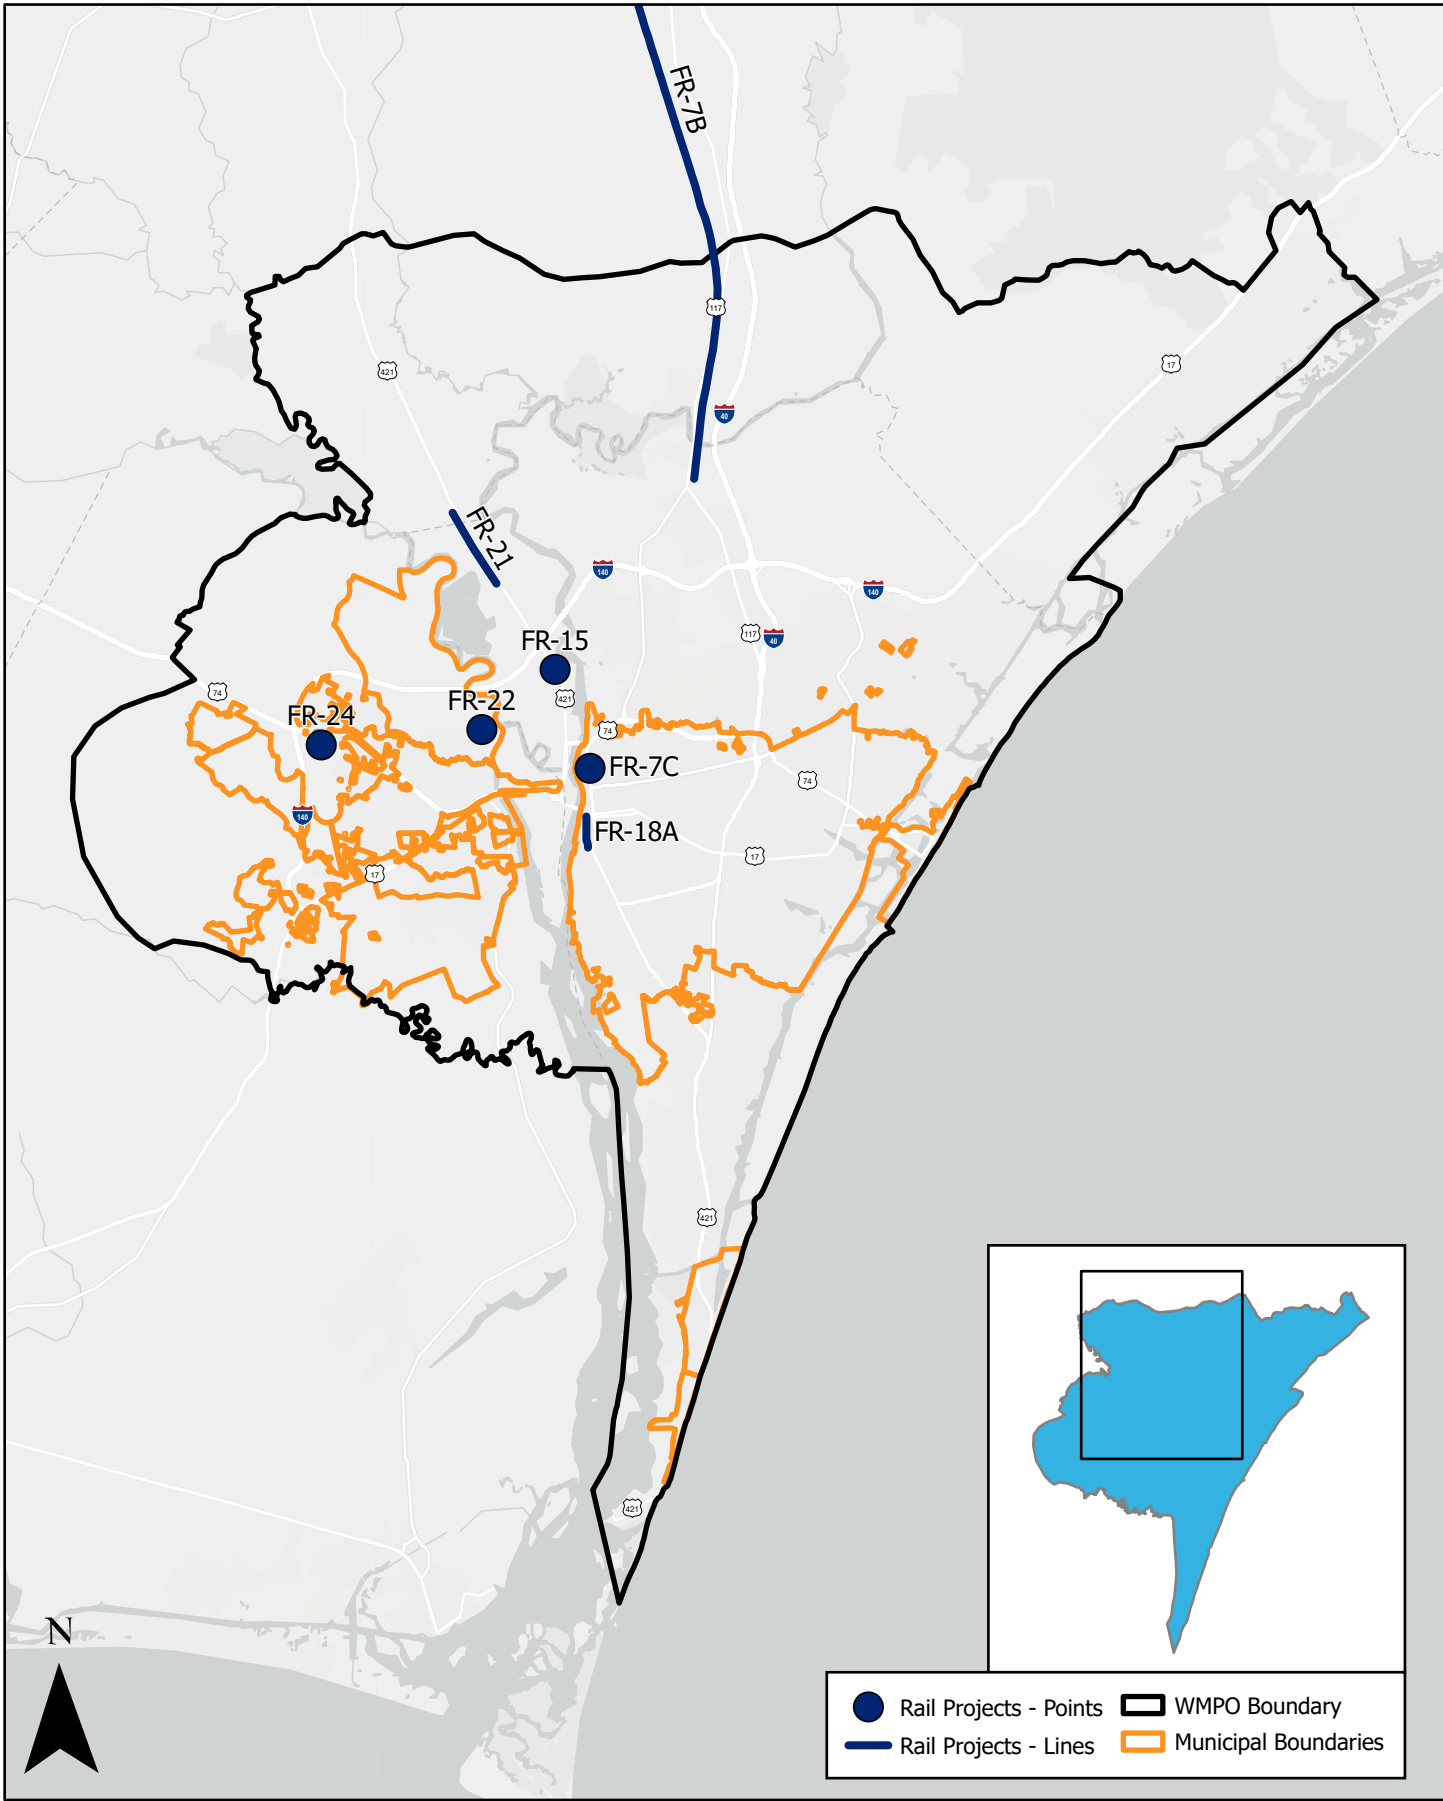 FR-7B
117
421
17
40
FR-21
140
140
117
40
FR-15
421
74
FR-22
FR-24
74
FR-7C
74
140
FR-18A
17
17
421
421
N
Rail Projects - Points
WMPO Boundary
Rail Projects - Lines
Municipal Boundaries